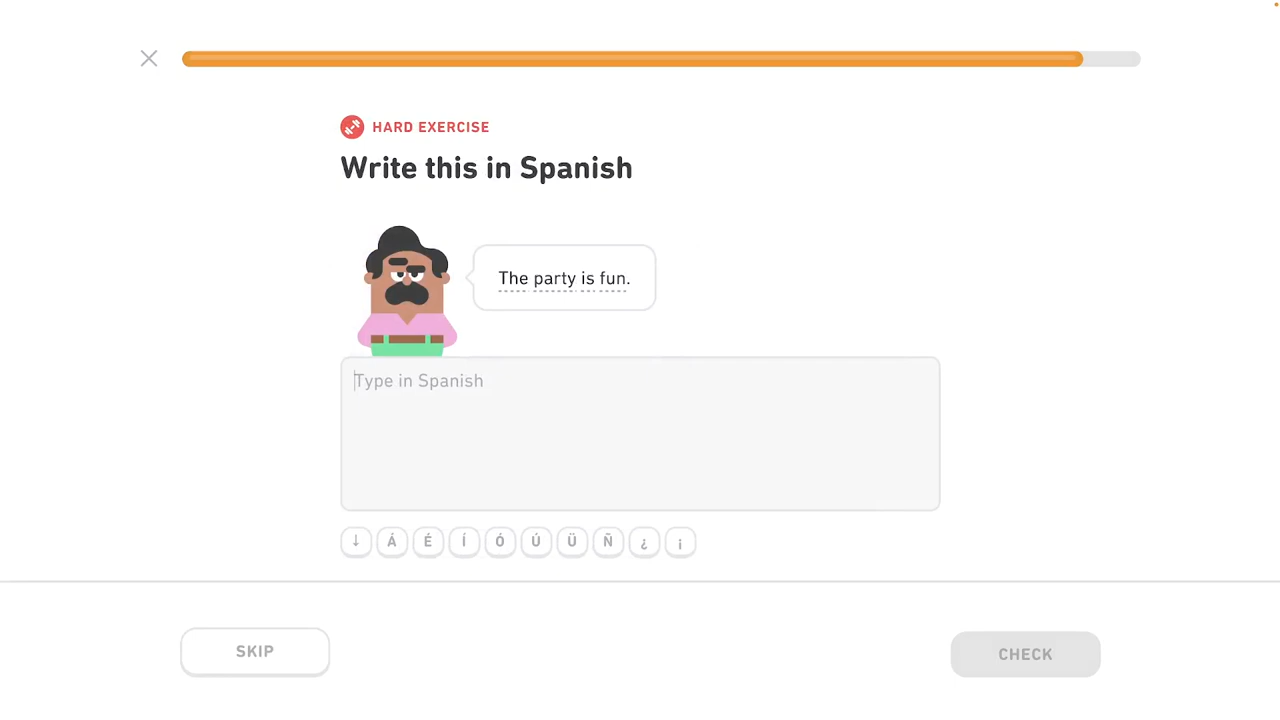 HARD EXERCISE
Write this in Spanish
The party is fun.
Type in Spanish
↓ Á É Í Ó Ú Ü Ñ ¿ ¡
SKIP
CHECK